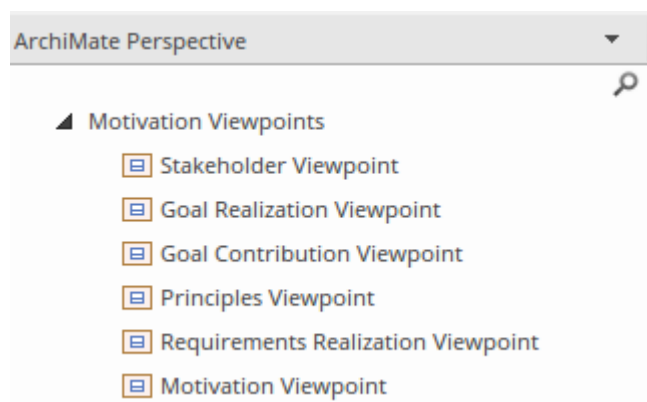 ArchiMate Perspective
Motivation Viewpoints
Stakeholder Viewpoint
Goal Realization Viewpoint
Goal Contribution Viewpoint
Principles Viewpoint
Requirements Realization Viewpoint
Motivation Viewpoint